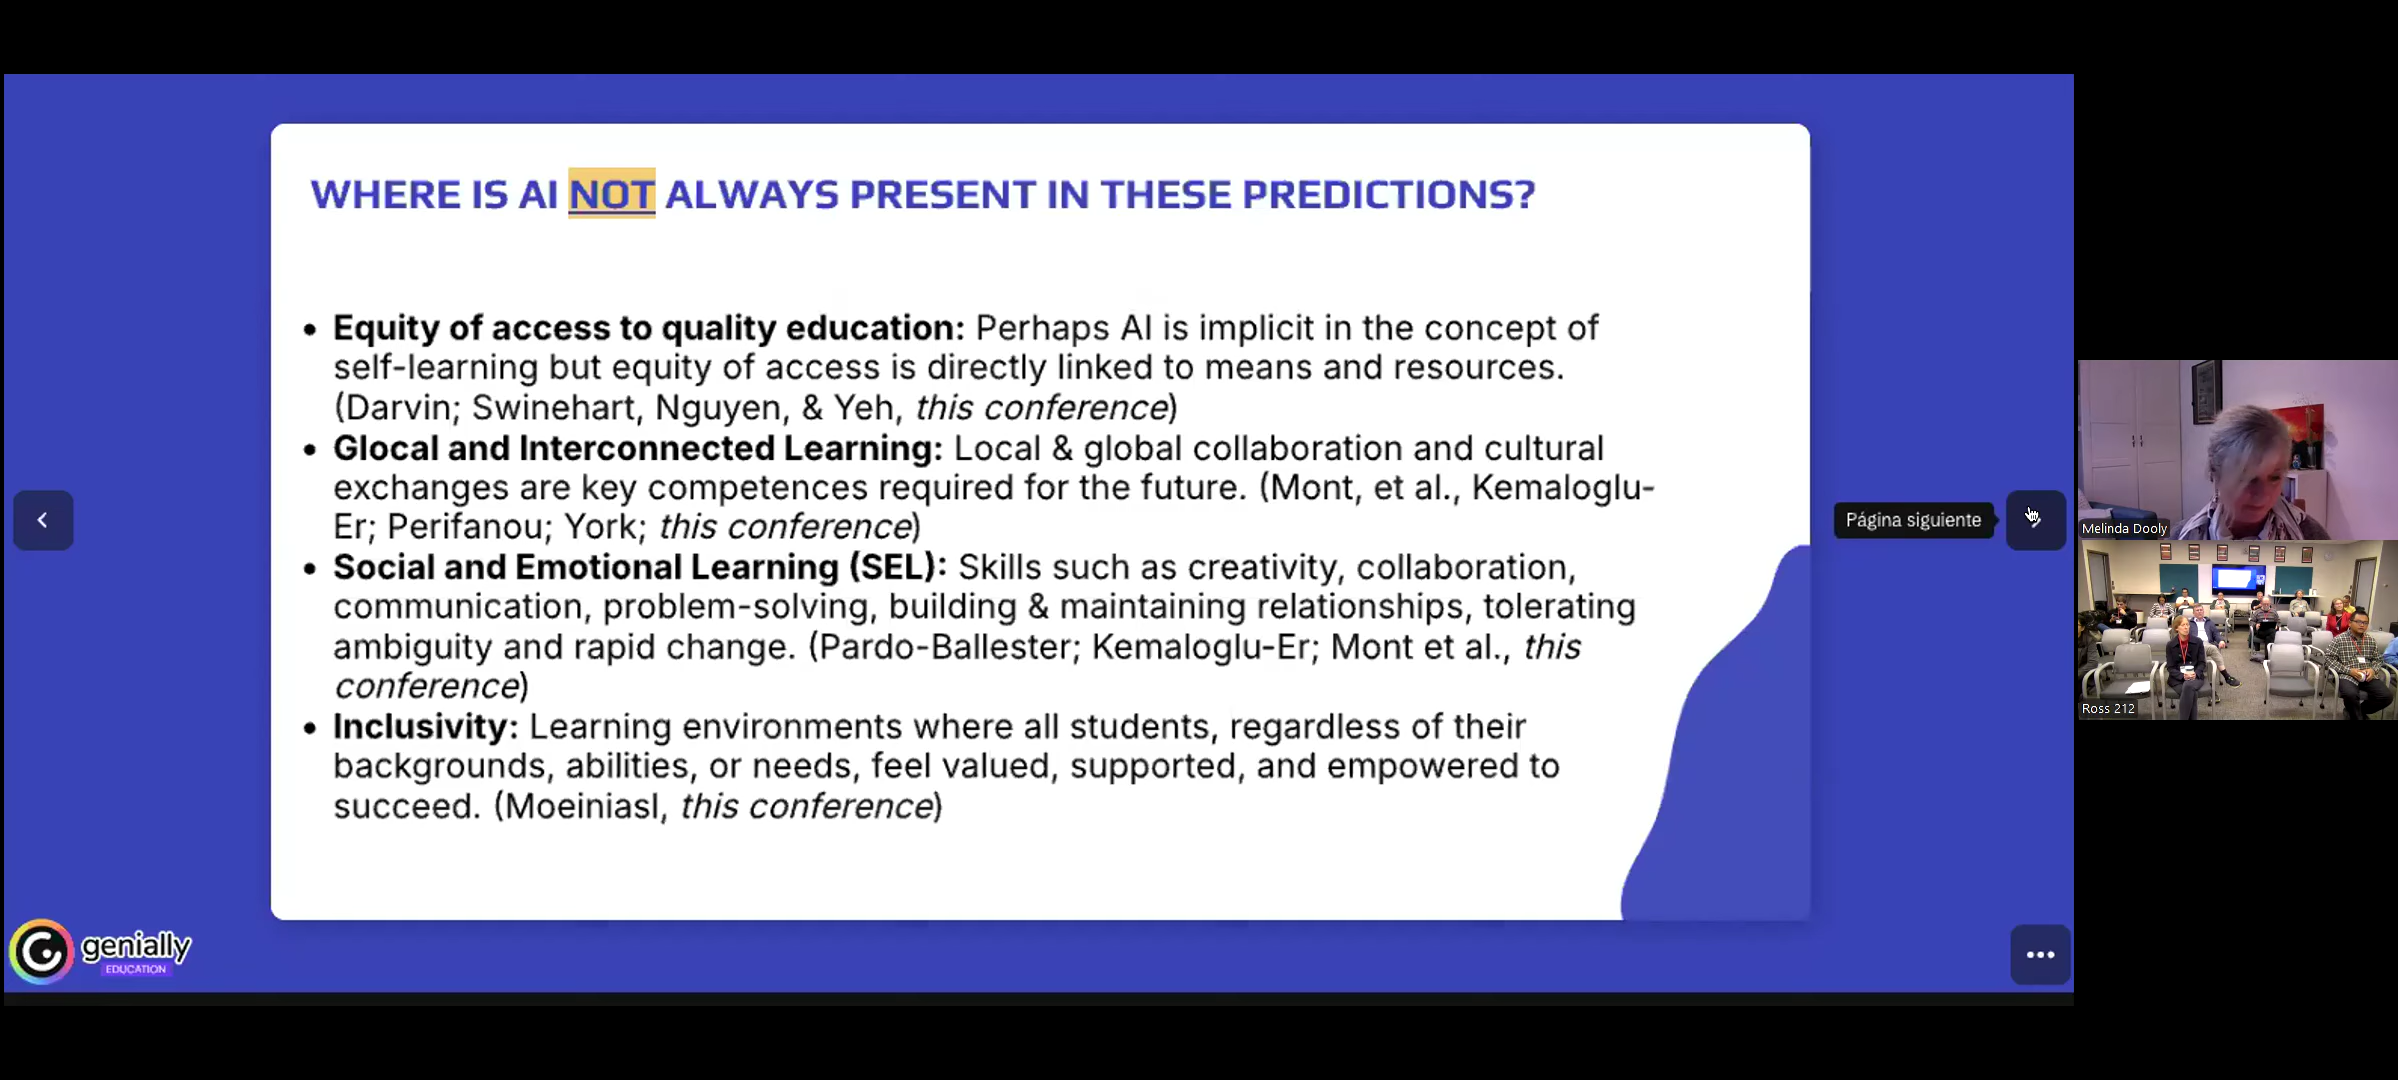 WHERE IS AI NOT ALWAYS PRESENT IN THESE PREDICTIONS?
• Equity of access to quality education: Perhaps AI is implicit in the concept of
self-learning but equity of access is directly linked to means and resources.
(Darvin; Swinehart, Nguyen, & Yeh, this conference)
• Glocal and Interconnected Learning: Local & global collaboration and cultural
exchanges are key competences required for the future. (Mont, et al., Kemaloglu-
Er; Perifanou; York; this conference)
• Social and Emotional Learning (SEL): Skills such as creativity, collaboration,
communication, problem-solving, building & maintaining relationships, tolerating
ambiguity and rapid change. (Pardo-Ballester; Kemaloglu-Er; Mont et al., this
conference)
• Inclusivity: Learning environments where all students, regardless of their
backgrounds, abilities, or needs, feel valued, supported, and empowered to
succeed. (Moeiniasl, this conference)
Página siguiente
genially
EDUCATION
Melinda Dooly
Ross 212